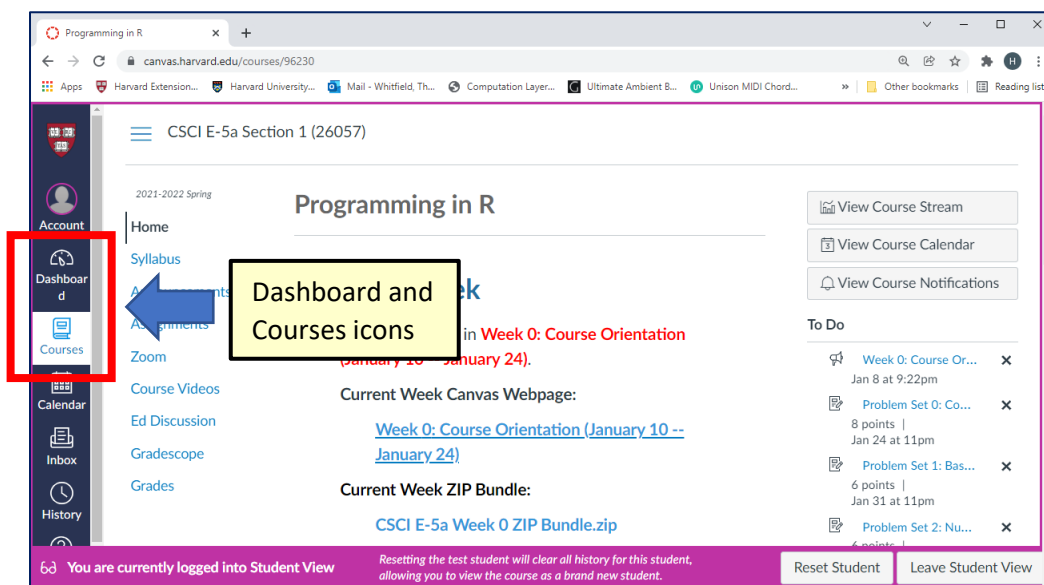 Programming in R
canvas.harvard.edu/courses/96230
H
Apps Harvard Extension... Harvard University... Mail - Whitfield, Th... Computation Layer... Ultimate Ambient B... Unison MIDI Chord... » Other bookmarks Reading list
CSCI E-5a Section 1 (26057)
Account
Dashboar
d
Courses
Calendar
Inbox
History
2021-2022 Spring
Home
Syllabus
Assignments
Zoom
Course Videos
Ed Discussion
Gradescope
Grades
Dashboard and
Courses icons
Programming in R
in Week 0: Course Orientation
(January 10 -- January 24).
Current Week Canvas Webpage:
Week 0: Course Orientation (January 10 --
January 24)
Current Week ZIP Bundle:
CSCI E-5a Week 0 ZIP Bundle.zip
View Course Stream
View Course Calendar
View Course Notifications
To Do
Week 0: Course Or...
Jan 8 at 9:22pm
Problem Set 0: Co...
8 points |
Jan 24 at 11pm
Problem Set 1: Bas...
6 points |
Jan 31 at 11pm
Problem Set 2: Nu...
6 points |
You are currently logged into Student View
Resetting the test student will clear all history for this student,
allowing you to view the course as a brand new student.
Reset Student
Leave Student View